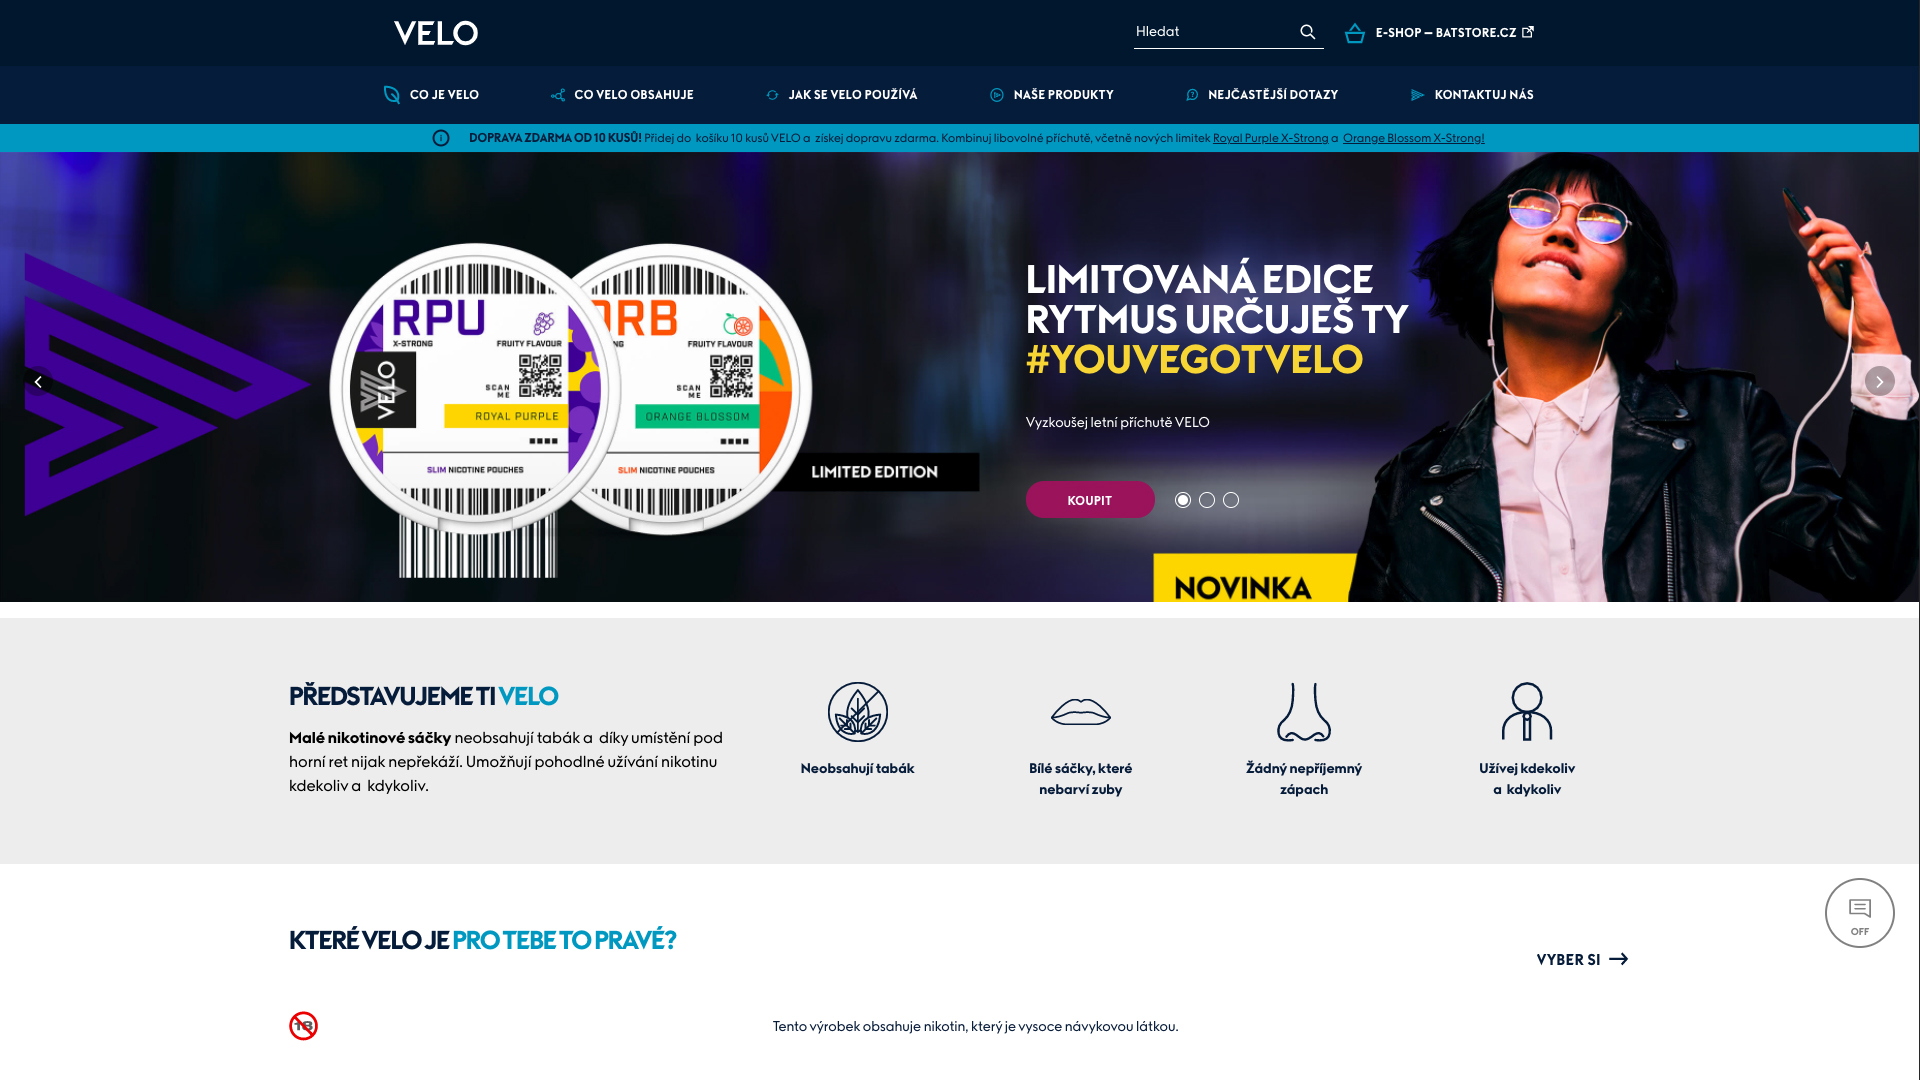 VELO
Hledat
E-SHOP – BATSTORE.CZ
CO JE VELO
CO VELO OBSAHUJE
JAK SE VELO POUŽÍVÁ
NAŠE PRODUKTY
NEJČASTĚJŠÍ DOTAZY
KONTAKTUJ NÁS
DOPRAVA ZDARMA OD 10 KUSŮ! Přidej do košíku 10 kusů VELO a získej dopravu zdarma. Kombinuj libovolné příchutě, včetně nových limitek Royal Purple X-Strong a Orange Blossom X-Strong!
RPU
X-STRONG
FRUITY FLAVOUR
VELO
SCAN
ME
ROYAL PURPLE
SLIM NICOTINE POUCHES
ORB
NG
FRUITY FLAVOUR
SCAN
ME
ORANGE BLOSSOM
SLIM NICOTINE POUCHES
LIMITED EDITION
LIMITOVANÁ EDICE
RYTMUS URČUJEŠ TY
#YOUVEGOTVELO
Vyzkoušej letní příchutě VELO
KOUPIT
NOVINKA
PŘEDSTAVUJEME TI VELO
Malé nikotinové sáčky neobsahují tabák a díky umístění pod
horní ret nijak nepřekáží. Umožňují pohodlné užívání nikotinu
kdekoliv a kdykoliv.
Neobsahují tabák
Bílé sáčky, které
nebarví zuby
Žádný nepříjemný
zápach
Užívej kdekoliv
a kdykoliv
KTERÉ VELO JE PRO TEBE TO PRAVÉ?
VYBER SI
OFF
18
Tento výrobek obsahuje nikotin, který je vysoce návykovou látkou.